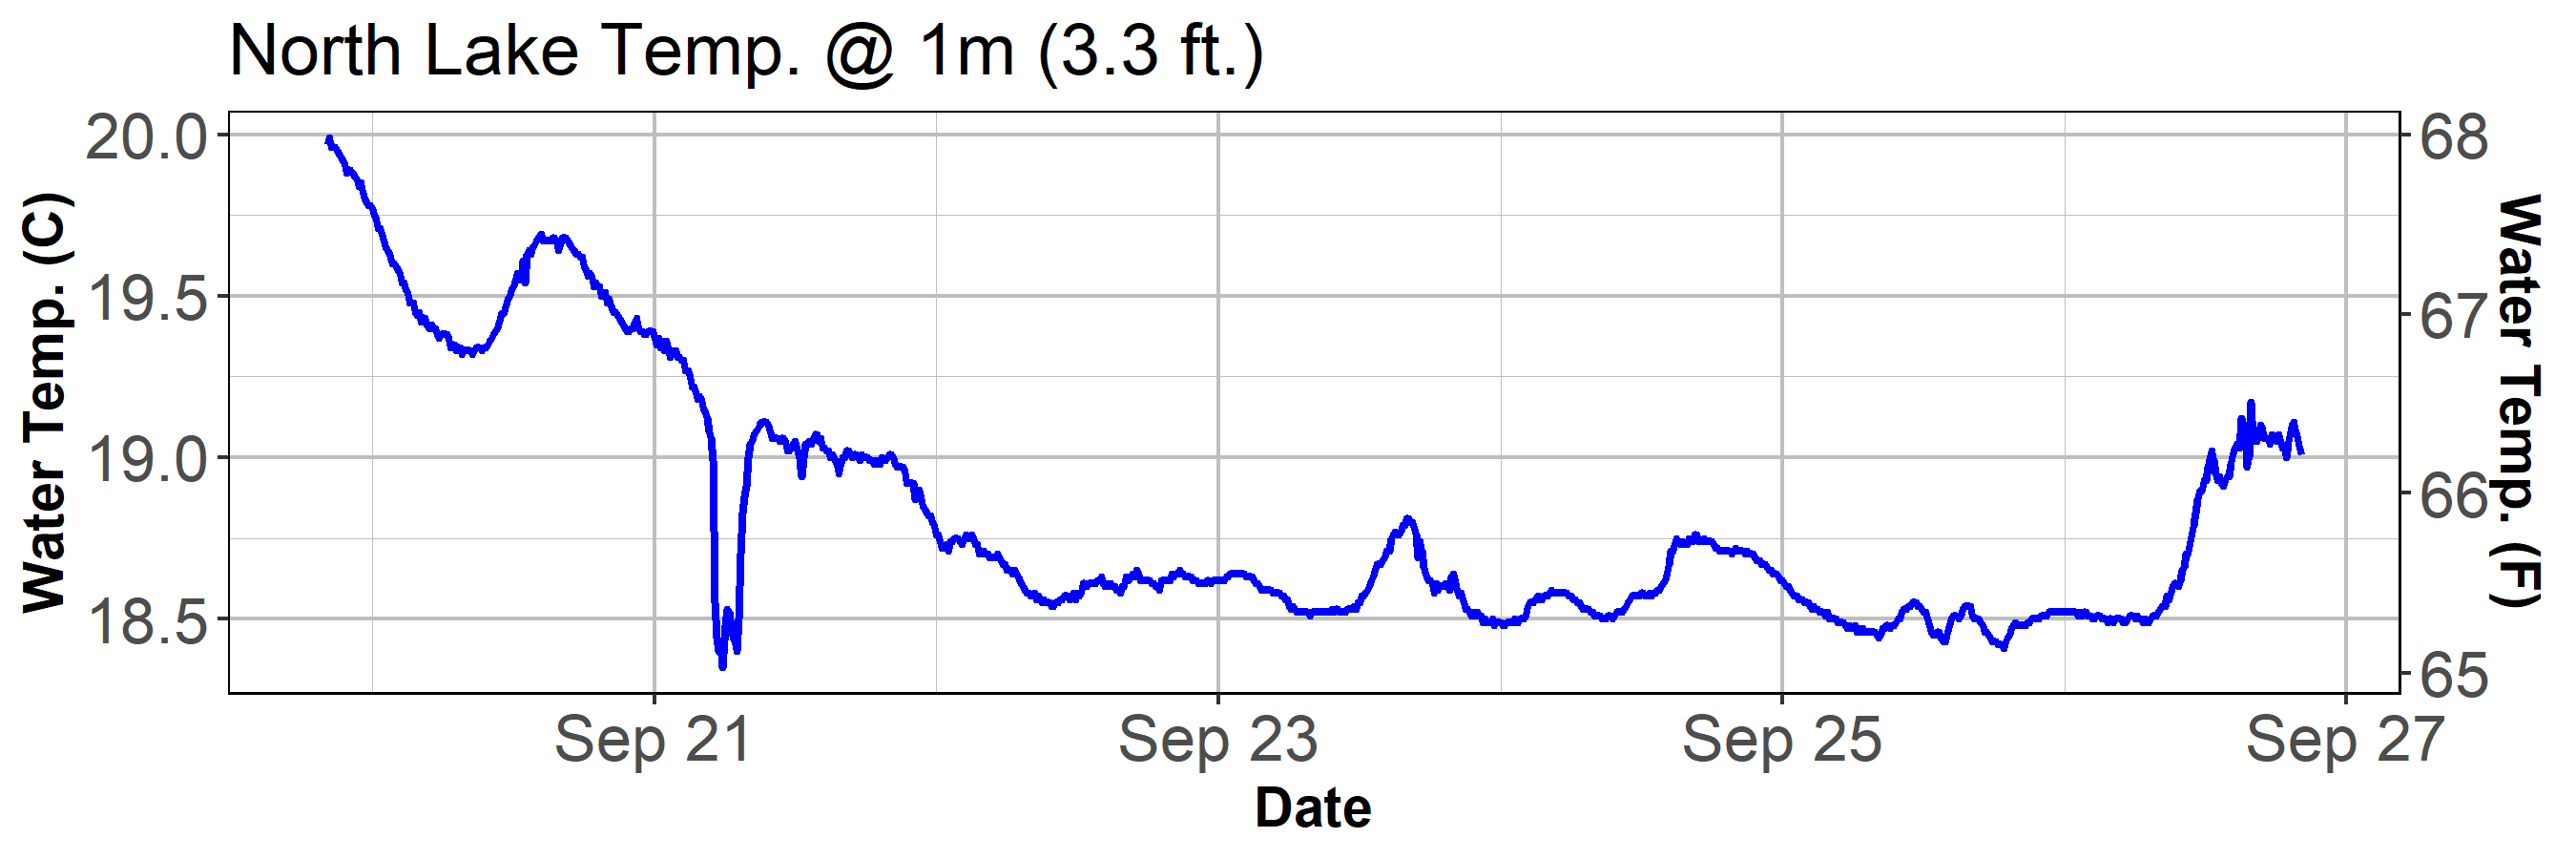 North Lake Temp. @ 1m (3.3 ft.)
Water Temp. (C)
20.0
19.5
19.0
18.5
68
67
66
65
Water Temp. (F)
Sep 21
Sep 23
Sep 25
Sep 27
Date